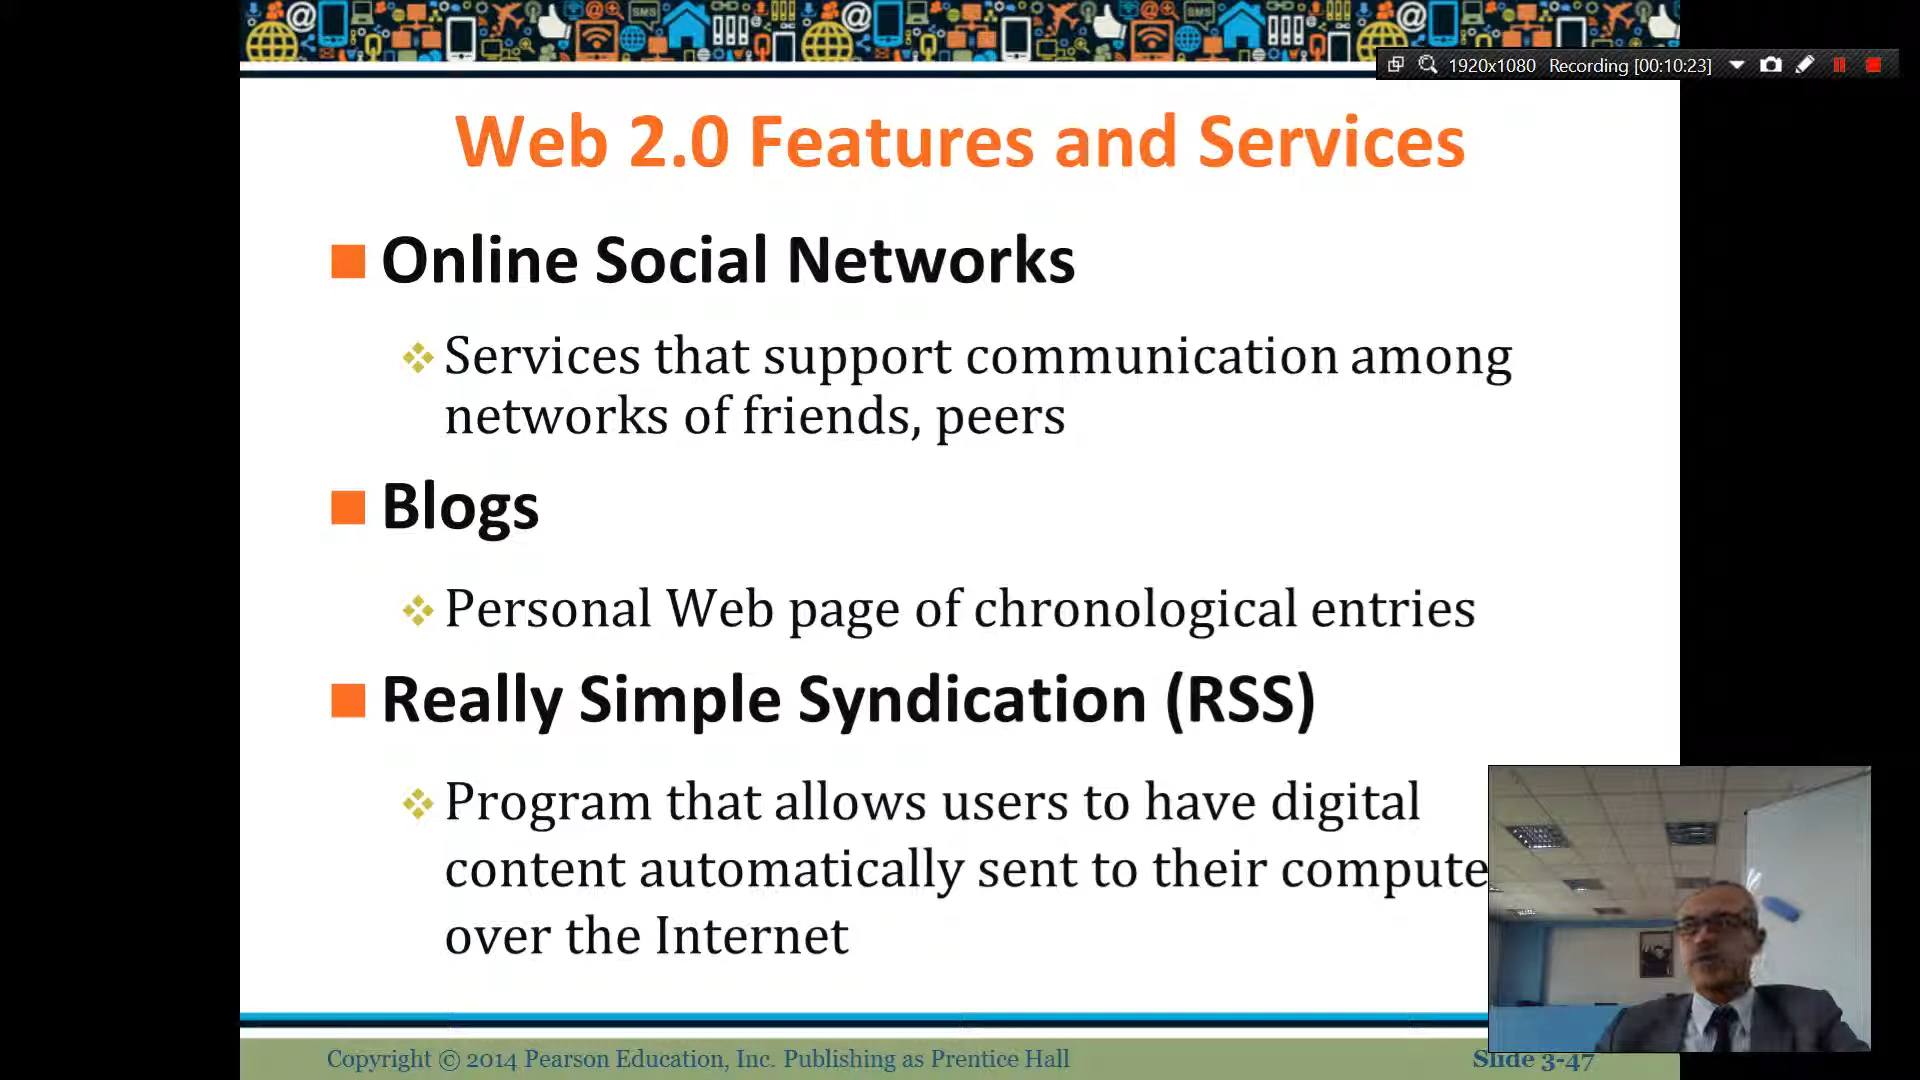 1920x1080 Recording [00:10:23]
Web 2.0 Features and Services
Online Social Networks
Services that support communication among
networks of friends, peers
Blogs
Personal Web page of chronological entries
Really Simple Syndication (RSS)
Program that allows users to have digital
content automatically sent to their compute
over the Internet
Copyright © 2014 Pearson Education, Inc. Publishing as Prentice Hall
Slide 3-47